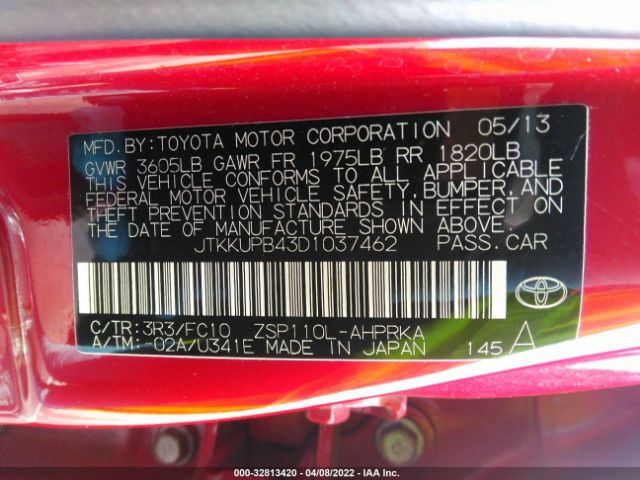 MFD.BY:TOYOTA MOTOR CORPORATION 05/13
GVWR 3605LB GAWR FR 1975LB RR 1820LB
THIS VEHICLE CONFORMS TO ALL APPLICABLE
FEDERAL MOTOR VEHICLE SAFETY,BUMPER,AND
THEFT PREVENTION STANDARDS IN EFFECT ON
THE DATE OF MANUFACTURE SHOWN ABOVE.
JTKKUPB43D1037462 PASS.CAR
C/TR:3R3/FC10 ZSP110L-AHPRKA
A/TM:-02A/U341E MADE IN JAPAN 145 A
000-32813420 - 04/08/2022 - IAA Inc.